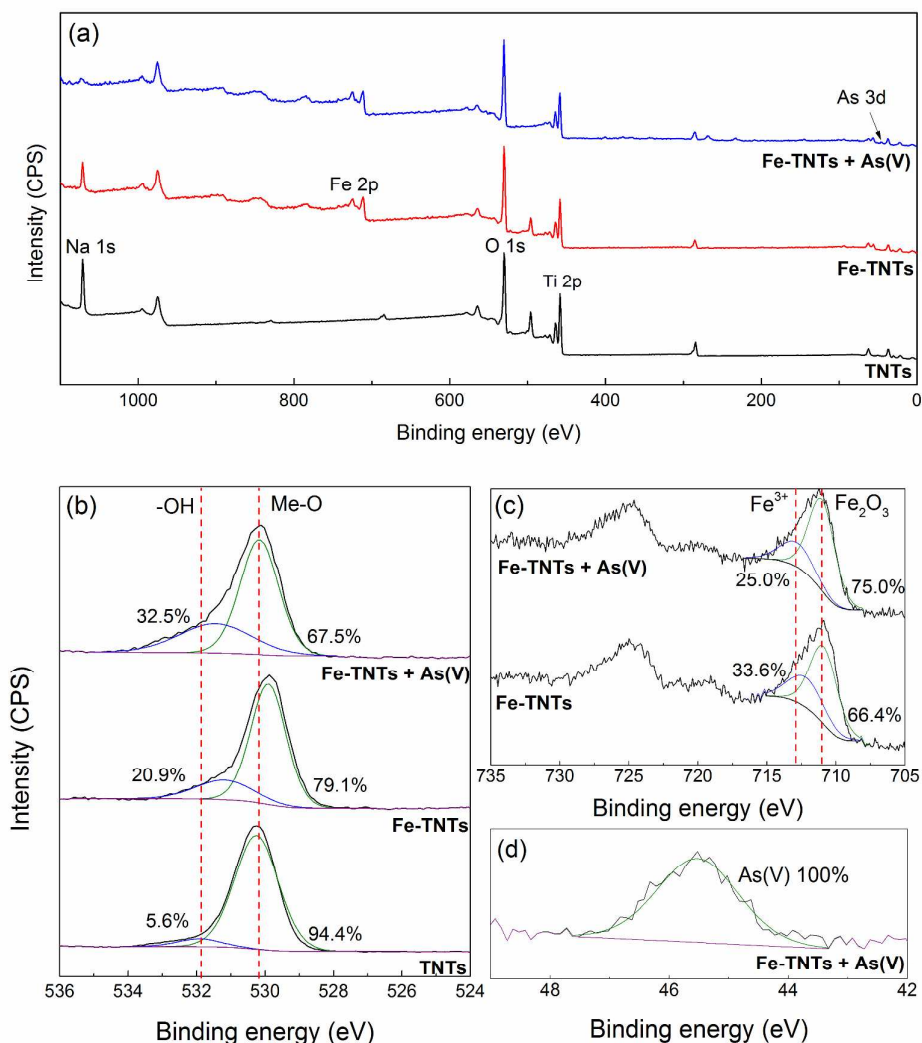 (a)
As 3d
Fe-TNTs + As(V)
Fe 2p
Na 1s
O 1s
Fe-TNTs
Ti 2p
TNTs
Intensity (CPS)
1000 800 600 400 200 0
Binding energy (eV)
(b)
-OH Me-O
32.5%
67.5%
Fe-TNTs + As(V)
20.9%
79.1%
Fe-TNTs
5.6%
94.4%
TNTs
Intensity (CPS)
536 534 532 530 528 526 524
Binding energy (eV)
(c)
Fe³⁺ Fe₂O₃
Fe-TNTs + As(V)
25.0%
75.0%
33.6%
Fe-TNTs
66.4%
735 730 725 720 715 710 705
Binding energy (eV)
(d)
As(V) 100%
Fe-TNTs + As(V)
48 46 44 42
Binding energy (eV)